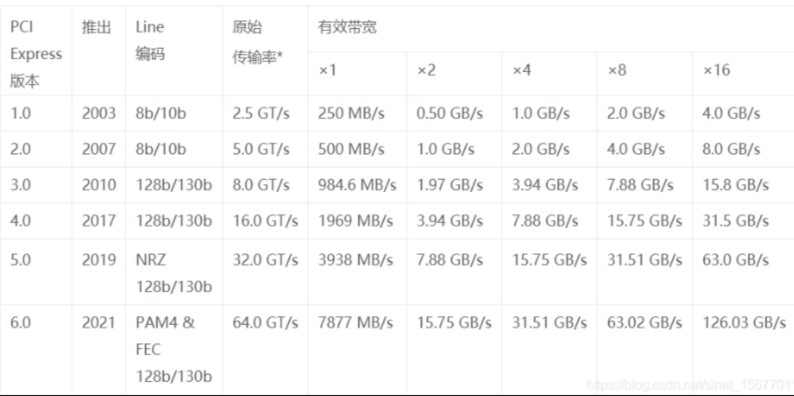 PCI Express 版本 推出 Line 编码 原始 传输率* 有效带宽
×1 ×2 ×4 ×8 ×16
1.0 2003 8b/10b 2.5 GT/s 250 MB/s 0.50 GB/s 1.0 GB/s 2.0 GB/s 4.0 GB/s
2.0 2007 8b/10b 5.0 GT/s 500 MB/s 1.0 GB/s 2.0 GB/s 4.0 GB/s 8.0 GB/s
3.0 2010 128b/130b 8.0 GT/s 984.6 MB/s 1.97 GB/s 3.94 GB/s 7.88 GB/s 15.8 GB/s
4.0 2017 128b/130b 16.0 GT/s 1969 MB/s 3.94 GB/s 7.88 GB/s 15.75 GB/s 31.5 GB/s
5.0 2019 NRZ 128b/130b 32.0 GT/s 3938 MB/s 7.88 GB/s 15.75 GB/s 31.51 GB/s 63.0 GB/s
6.0 2021 PAM4 & FEC 128b/130b 64.0 GT/s 7877 MB/s 15.75 GB/s 31.51 GB/s 63.02 GB/s 126.03 GB/s